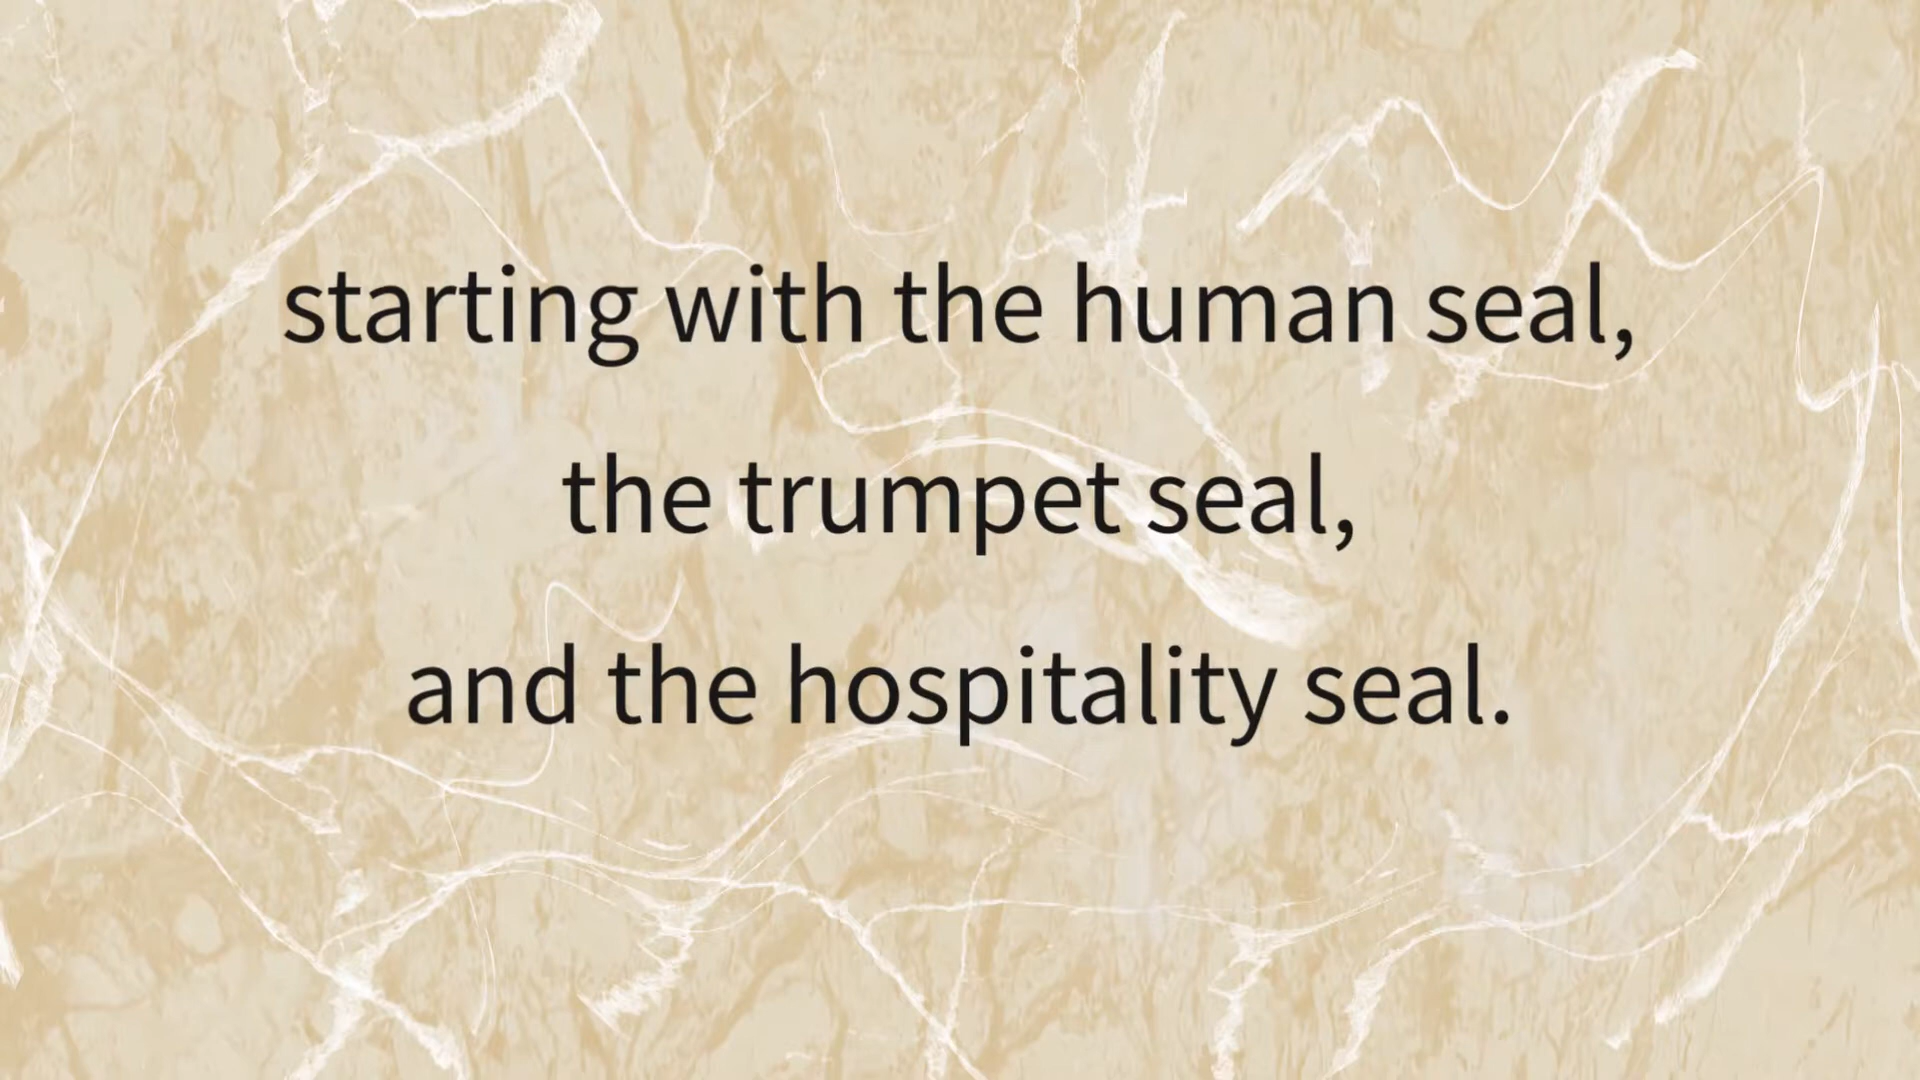 starting with the human seal,
the trumpet seal,
and the hospitality seal.